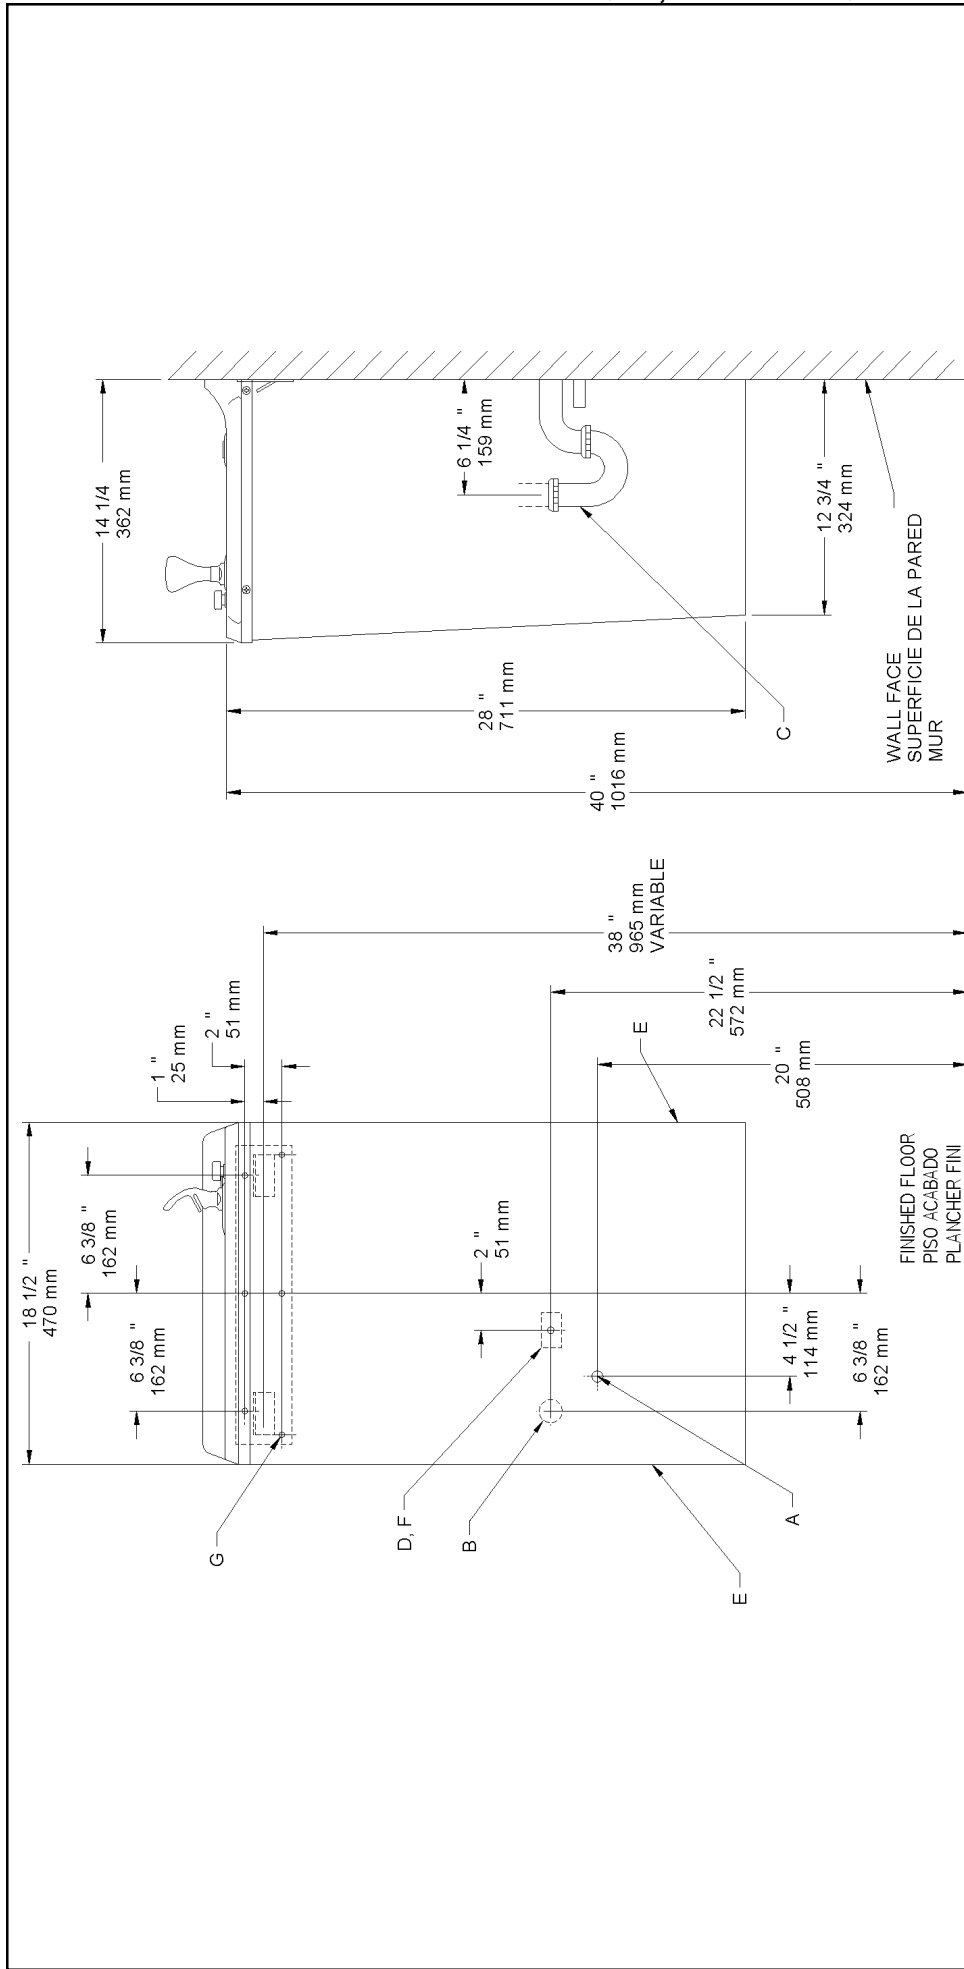 18 1/2 "
470 mm
6 3/8 "
162 mm
6 3/8 "
162 mm
1 "
25 mm
2 "
51 mm
G
38 "
965 mm
VARIABLE
2 "
51 mm
D, F
B
22 1/2 "
572 mm
E
20 "
508 mm
4 1/2 "
114 mm
6 3/8 "
162 mm
A
E
FINISHED FLOOR
PISO ACABADO
PLANCHER FINI
14 1/4
362 mm
6 1/4 "
159 mm
28 "
711 mm
40 "
1016 mm
C
12 3/4 "
324 mm
WALL FACE
SUPERFICIE DE LA PARED
MUR